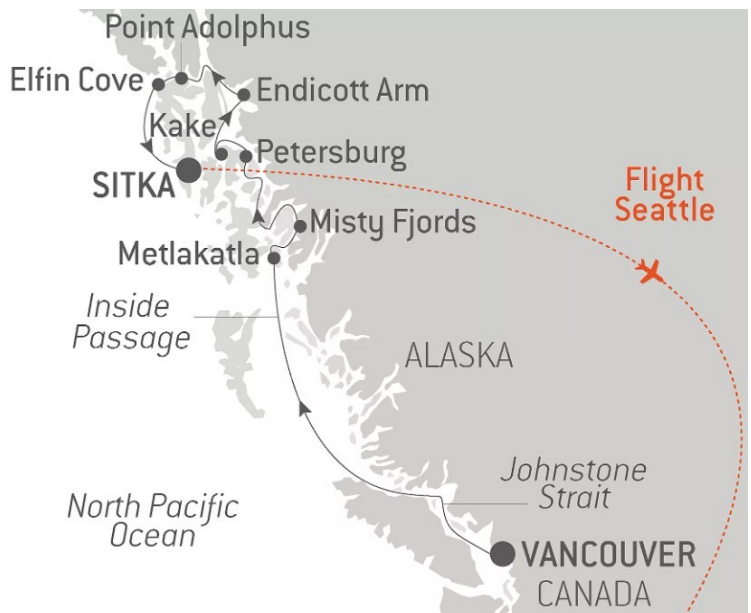 Point Adolphus
Elfin Cove
Endicott Arm
Kake
Petersburg
SITKA
Flight
Seattle
Misty Fjords
Metlakatla
Inside
Passage
ALASKA
Johnstone
Strait
North Pacific
Ocean
VANCOUVER
CANADA